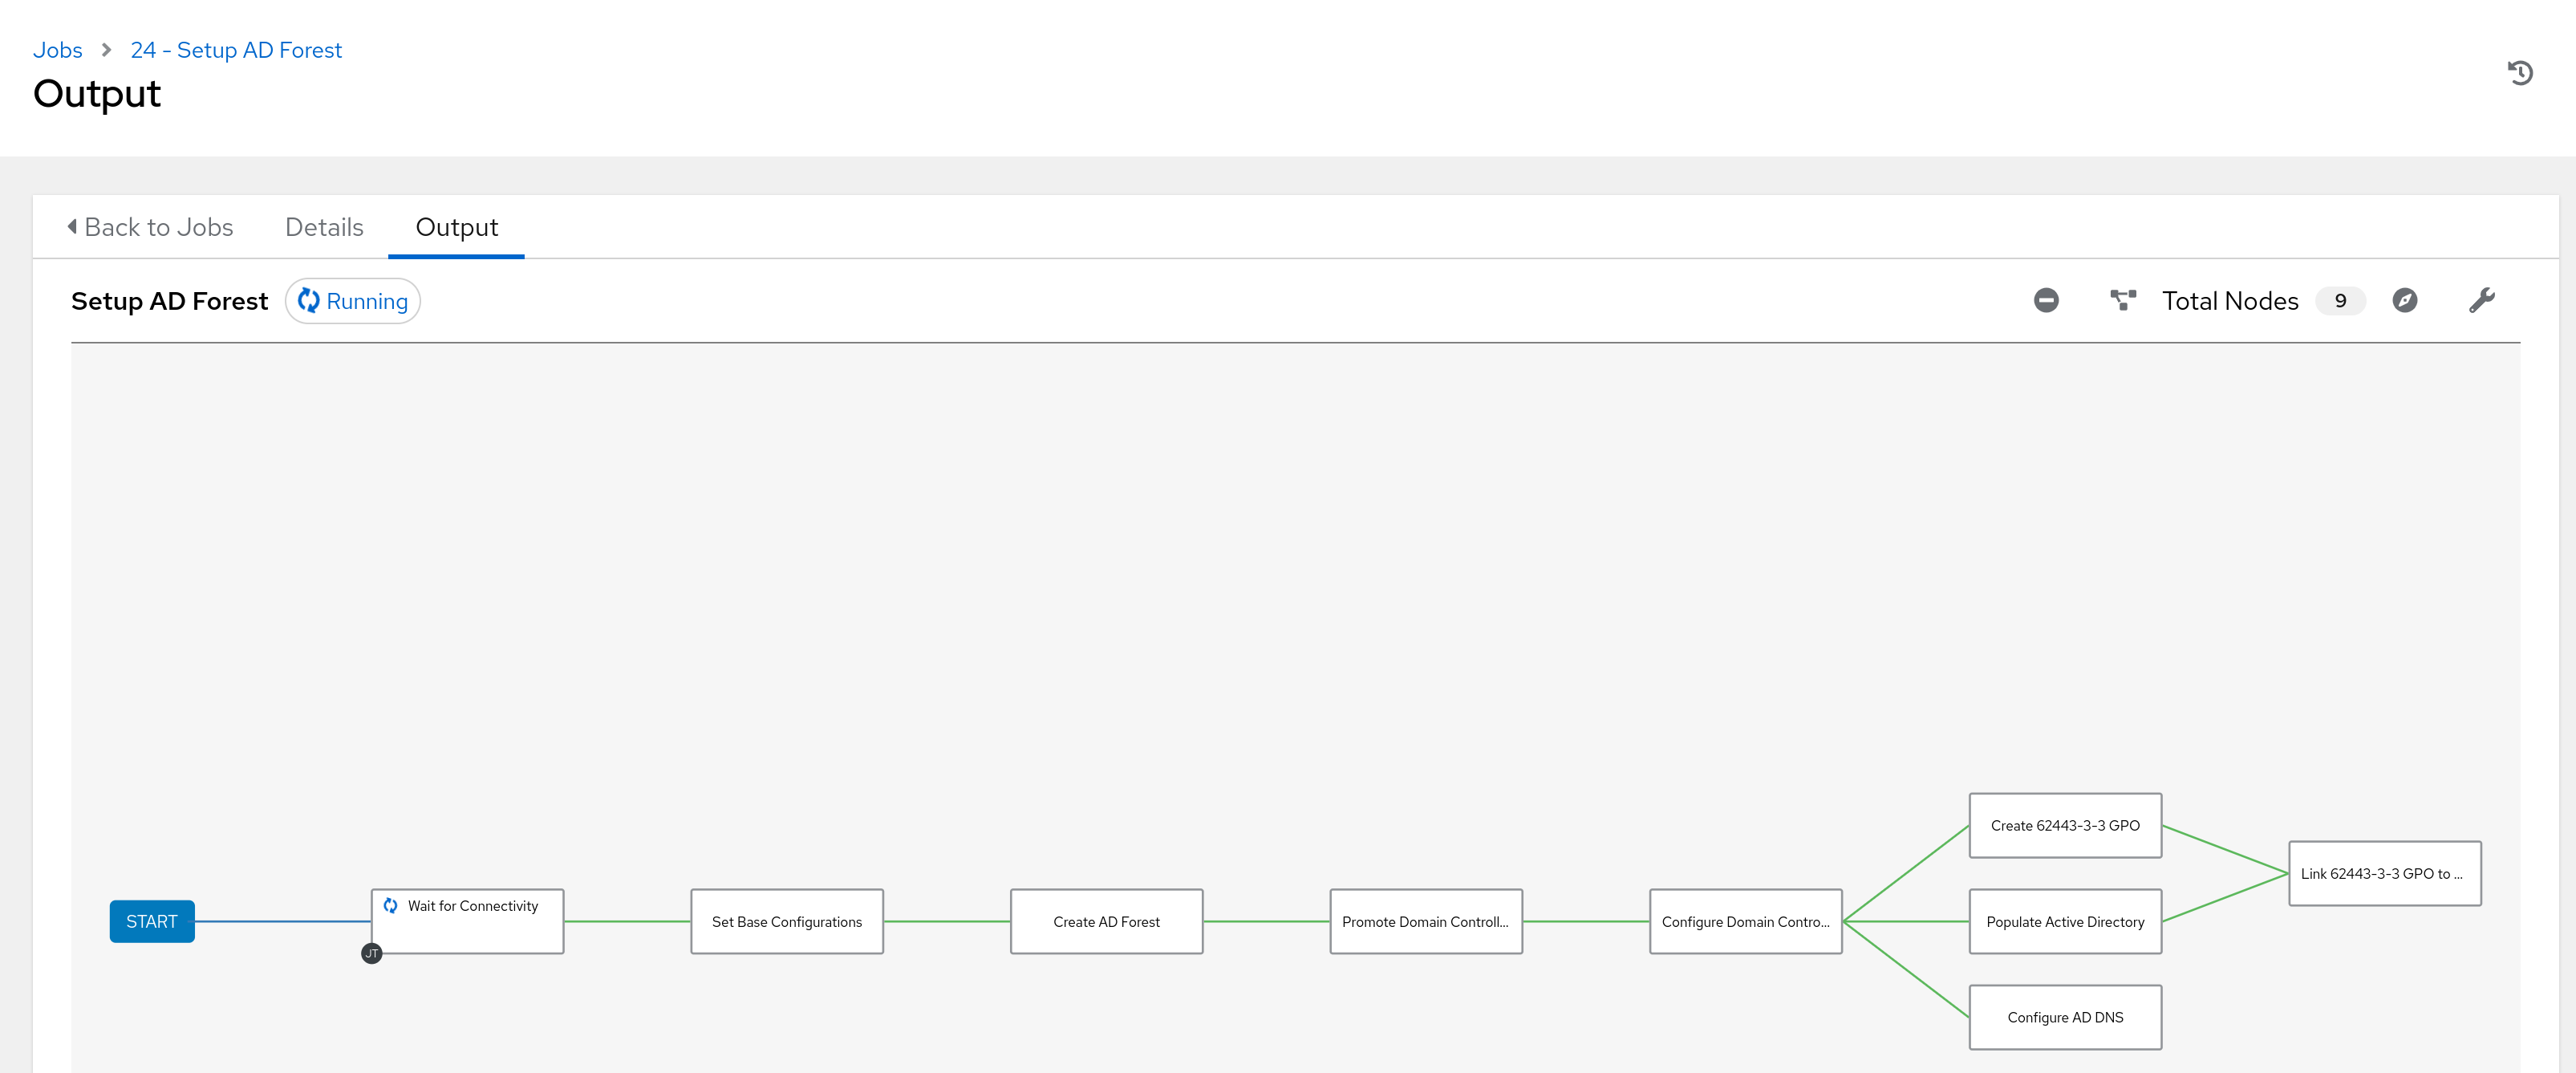 Jobs 24 - Setup AD Forest
Output
Back to Jobs Details Output
Setup AD Forest Running Total Nodes 9
START
Wait for Connectivity
JT
Set Base Configurations
Create AD Forest
Promote Domain Controll...
Configure Domain Contro...
Create 62443-3-3 GPO
Populate Active Directory
Configure AD DNS
Link 62443-3-3 GPO to ...